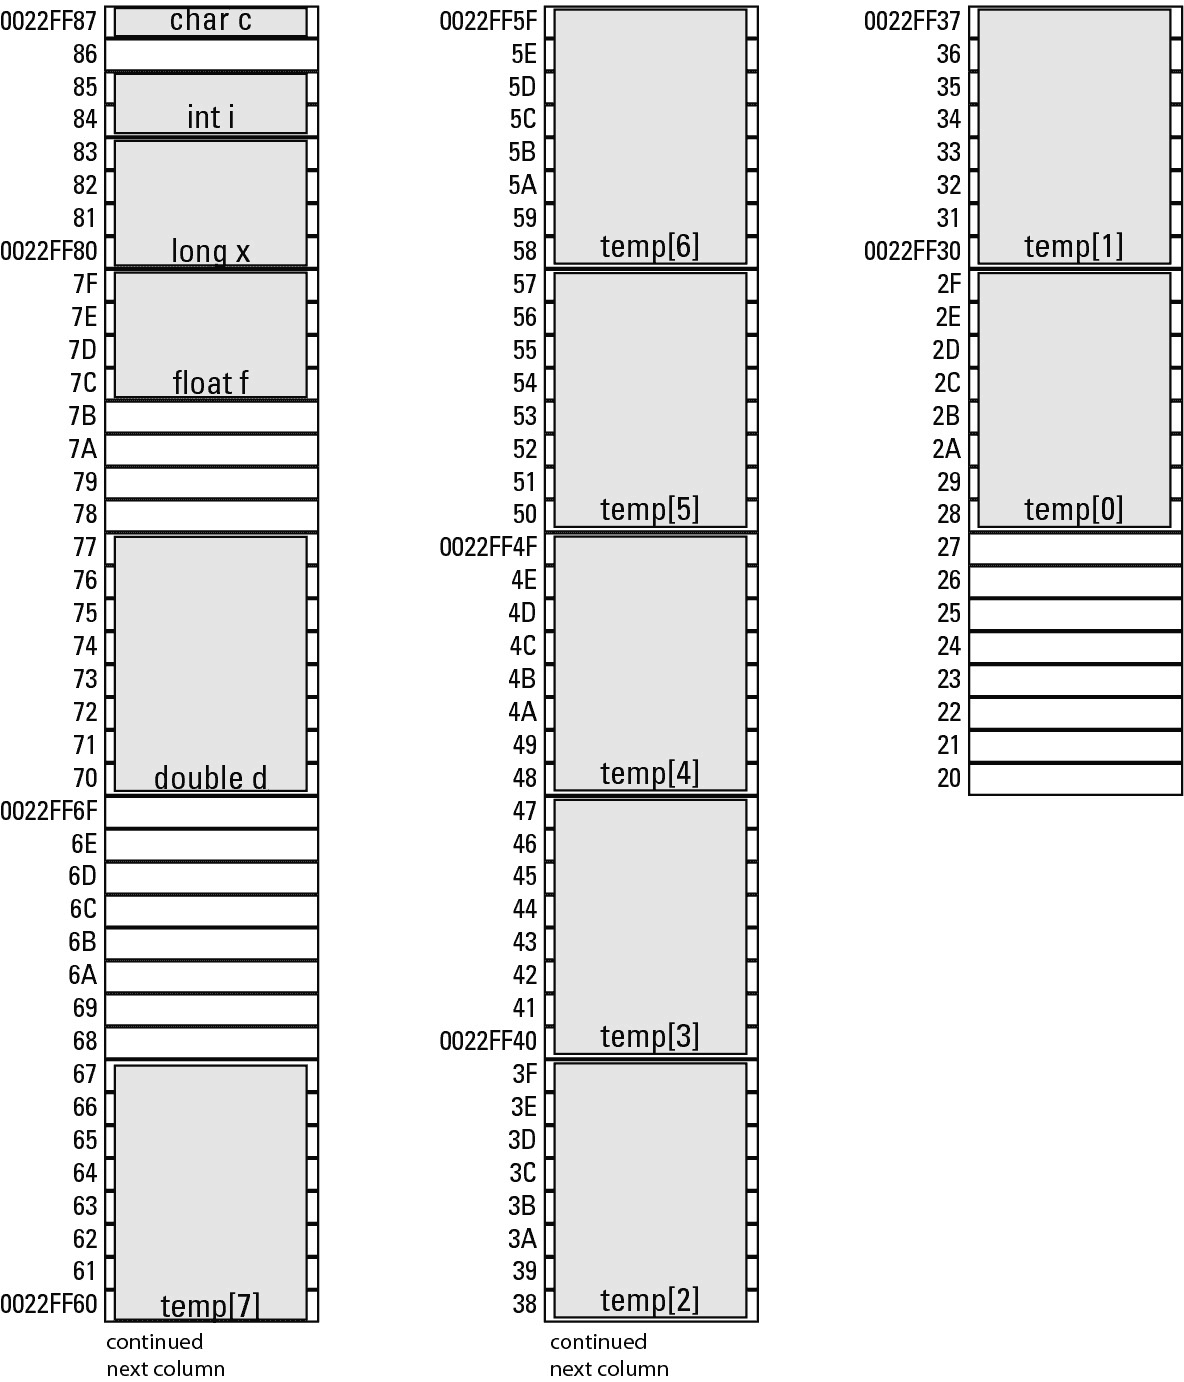 0022FF87 char c
86
85
84 int i
83
82
81
0022FF80 long x
7F
7E
7D
7C float f
7B
7A
79
78
77
76
75
74
73
72
71
70 double d
0022FF6F
6E
6D
6C
6B
6A
69
68
67
66
65
64
63
62
61
0022FF60 temp[7]
continued
next column
0022FF5F
5E
5D
5C
5B
5A
59
58 temp[6]
57
56
55
54
53
52
51
50 temp[5]
0022FF4F
4E
4D
4C
4B
4A
49
48 temp[4]
47
46
45
44
43
42
41
0022FF40 temp[3]
3F
3E
3D
3C
3B
3A
39
38 temp[2]
continued
next column
0022FF37
36
35
34
33
32
31
0022FF30 temp[1]
2F
2E
2D
2C
2B
2A
29
28 temp[0]
27
26
25
24
23
22
21
20